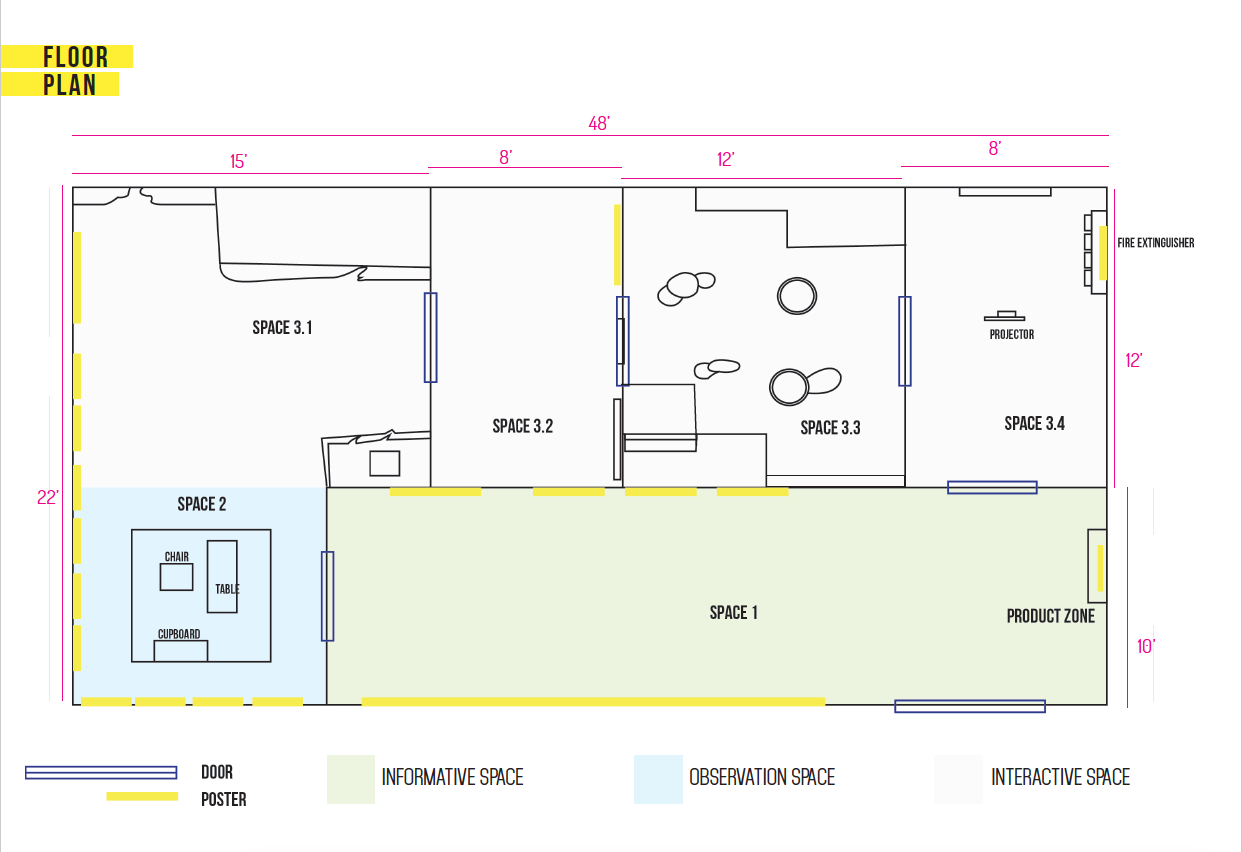 FLOOR
PLAN
48'
15'
8'
12'
8'
FIRE EXTINGUISHER
SPACE 3.1
PROJECTOR
12'
SPACE 3.2
SPACE 3.3
SPACE 3.4
22'
SPACE 2
CHAIR
TABLE
CUPBOARD
SPACE 1
PRODUCT ZONE
10'
DOOR
POSTER
INFORMATIVE SPACE
OBSERVATION SPACE
INTERACTIVE SPACE